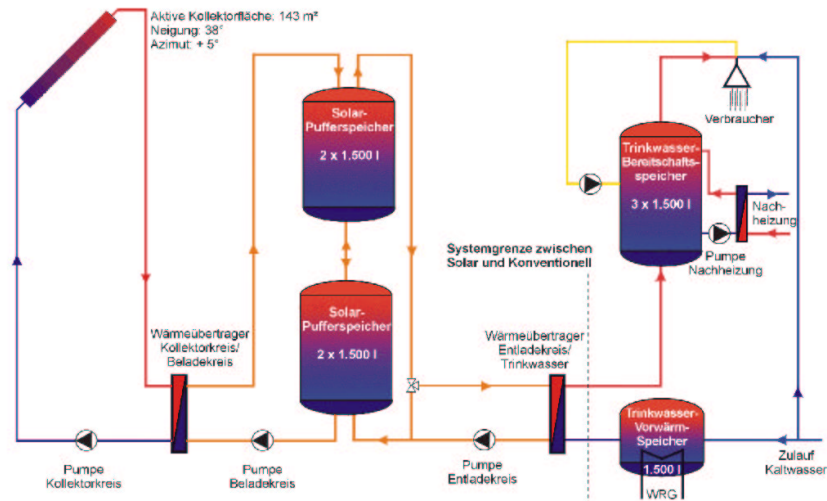 Aktive Kollektorfläche: 143 m²
Neigung: 38°
Azimut: + 5°
Solar-
Pufferspeicher
2 x 1.500 l
Verbraucher
Trinkwasser-
Bereitschafts-
speicher
3 x 1.500 l
Nach-
heizung
Pumpe
Nachheizung
Systemgrenze zwischen
Solar und Konventionell
Solar-
Pufferspeicher
2 x 1.500 l
Wärmeübertrager
Kollektorkreis/
Beladekreis
Wärmeübertrager
Entladekreis/
Trinkwasser
Trinkwasser-
Vorwärm-
Speicher
1.500 l
WRG
Pumpe
Kollektorkreis
Pumpe
Beladekreis
Pumpe
Entladekreis
Zulauf
Kaltwasser